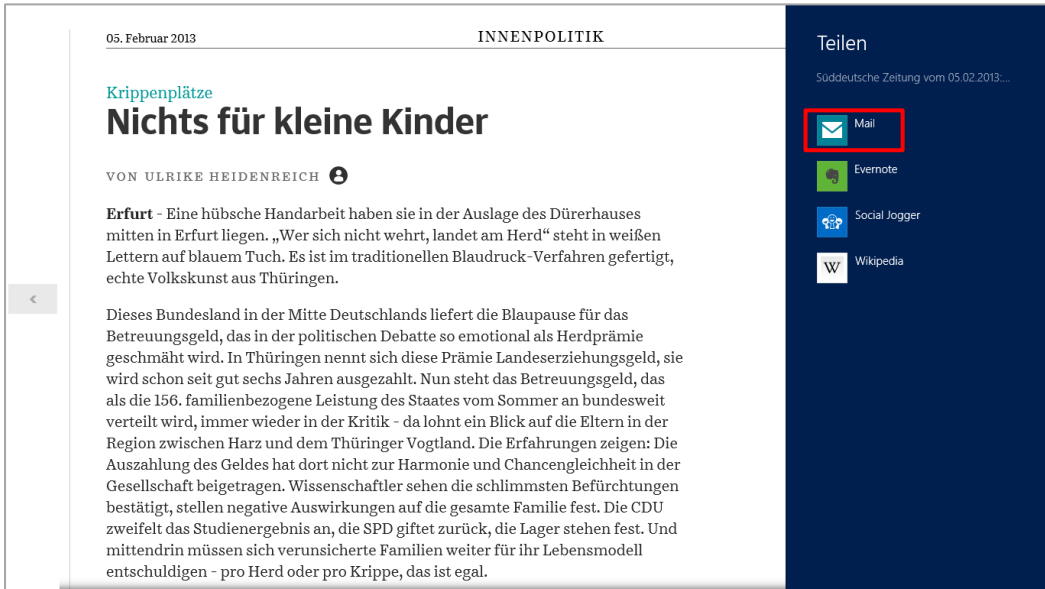 05. Februar 2013
INNENPOLITIK
Krippenplätze
Nichts für kleine Kinder
VON ULRIKE HEIDENREICH
Erfurt - Eine hübsche Handarbeit haben sie in der Auslage des Dürerhauses
mitten in Erfurt liegen. „Wer sich nicht wehrt, landet am Herd“ steht in weißen
Lettern auf blauem Tuch. Es ist im traditionellen Blaudruck-Verfahren gefertigt,
echte Volkskunst aus Thüringen.
Dieses Bundesland in der Mitte Deutschlands liefert die Blaupause für das
Betreuungsgeld, das in der politischen Debatte so emotional als Herdprämie
geschmäht wird. In Thüringen nennt sich diese Prämie Landeserziehungsgeld, sie
wird schon seit gut sechs Jahren ausgezahlt. Nun steht das Betreuungsgeld, das
als die 156. familienbezogene Leistung des Staates vom Sommer an bundesweit
verteilt wird, immer wieder in der Kritik - da lohnt ein Blick auf die Eltern in der
Region zwischen Harz und dem Thüringer Vogtland. Die Erfahrungen zeigen: Die
Auszahlung des Geldes hat dort nicht zur Harmonie und Chancengleichheit in der
Gesellschaft beigetragen. Wissenschaftler sehen die schlimmsten Befürchtungen
bestätigt, stellen negative Auswirkungen auf die gesamte Familie fest. Die CDU
zweifelt das Studienergebnis an, die SPD giftet zurück, die Lager stehen fest. Und
mittendrin müssen sich verunsicherte Familien weiter für ihr Lebensmodell
entschuldigen - pro Herd oder pro Krippe, das ist egal.
Teilen
Süddeutsche Zeitung vom 05.02.2013:...
Mail
Evernote
Social Jogger
W
Wikipedia